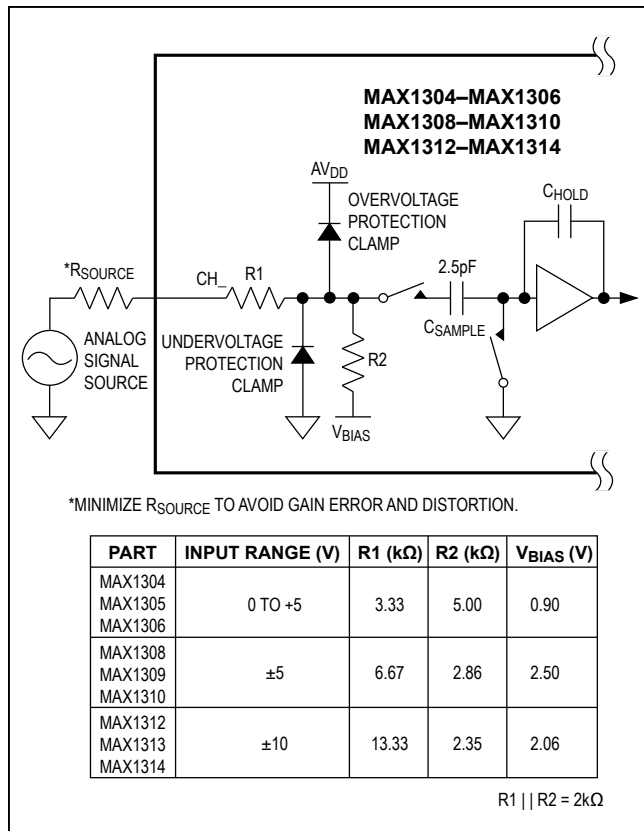 MAX1304–MAX1306
MAX1308–MAX1310
MAX1312–MAX1314
AVDD
OVERVOLTAGE
PROTECTION
CLAMP
CHOLD
*RSOURCE
CH_
R1
2.5pF
ANALOG
SIGNAL
SOURCE
UNDERVOLTAGE
PROTECTION
CLAMP
R2
CSAMPLE
VBIAS
*MINIMIZE RSOURCE TO AVOID GAIN ERROR AND DISTORTION.
PART INPUT RANGE (V) R1 (kΩ) R2 (kΩ) VBIAS (V)
MAX1304
MAX1305
MAX1306
0 TO +5 3.33 5.00 0.90
MAX1308
MAX1309
MAX1310
±5 6.67 2.86 2.50
MAX1312
MAX1313
MAX1314
±10 13.33 2.35 2.06
R1 | | R2 = 2kΩ